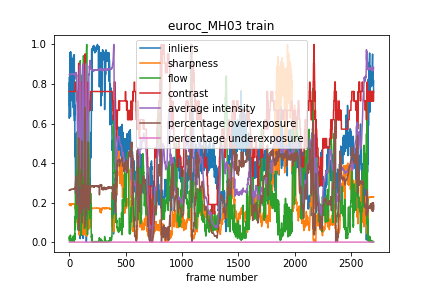 euroc_MH03 train
1.0
0.8
0.6
0.4
0.2
0.0
inliers
sharpness
flow
contrast
average intensity
percentage overexposure
percentage underexposure
0 500 1000 1500 2000 2500
frame number